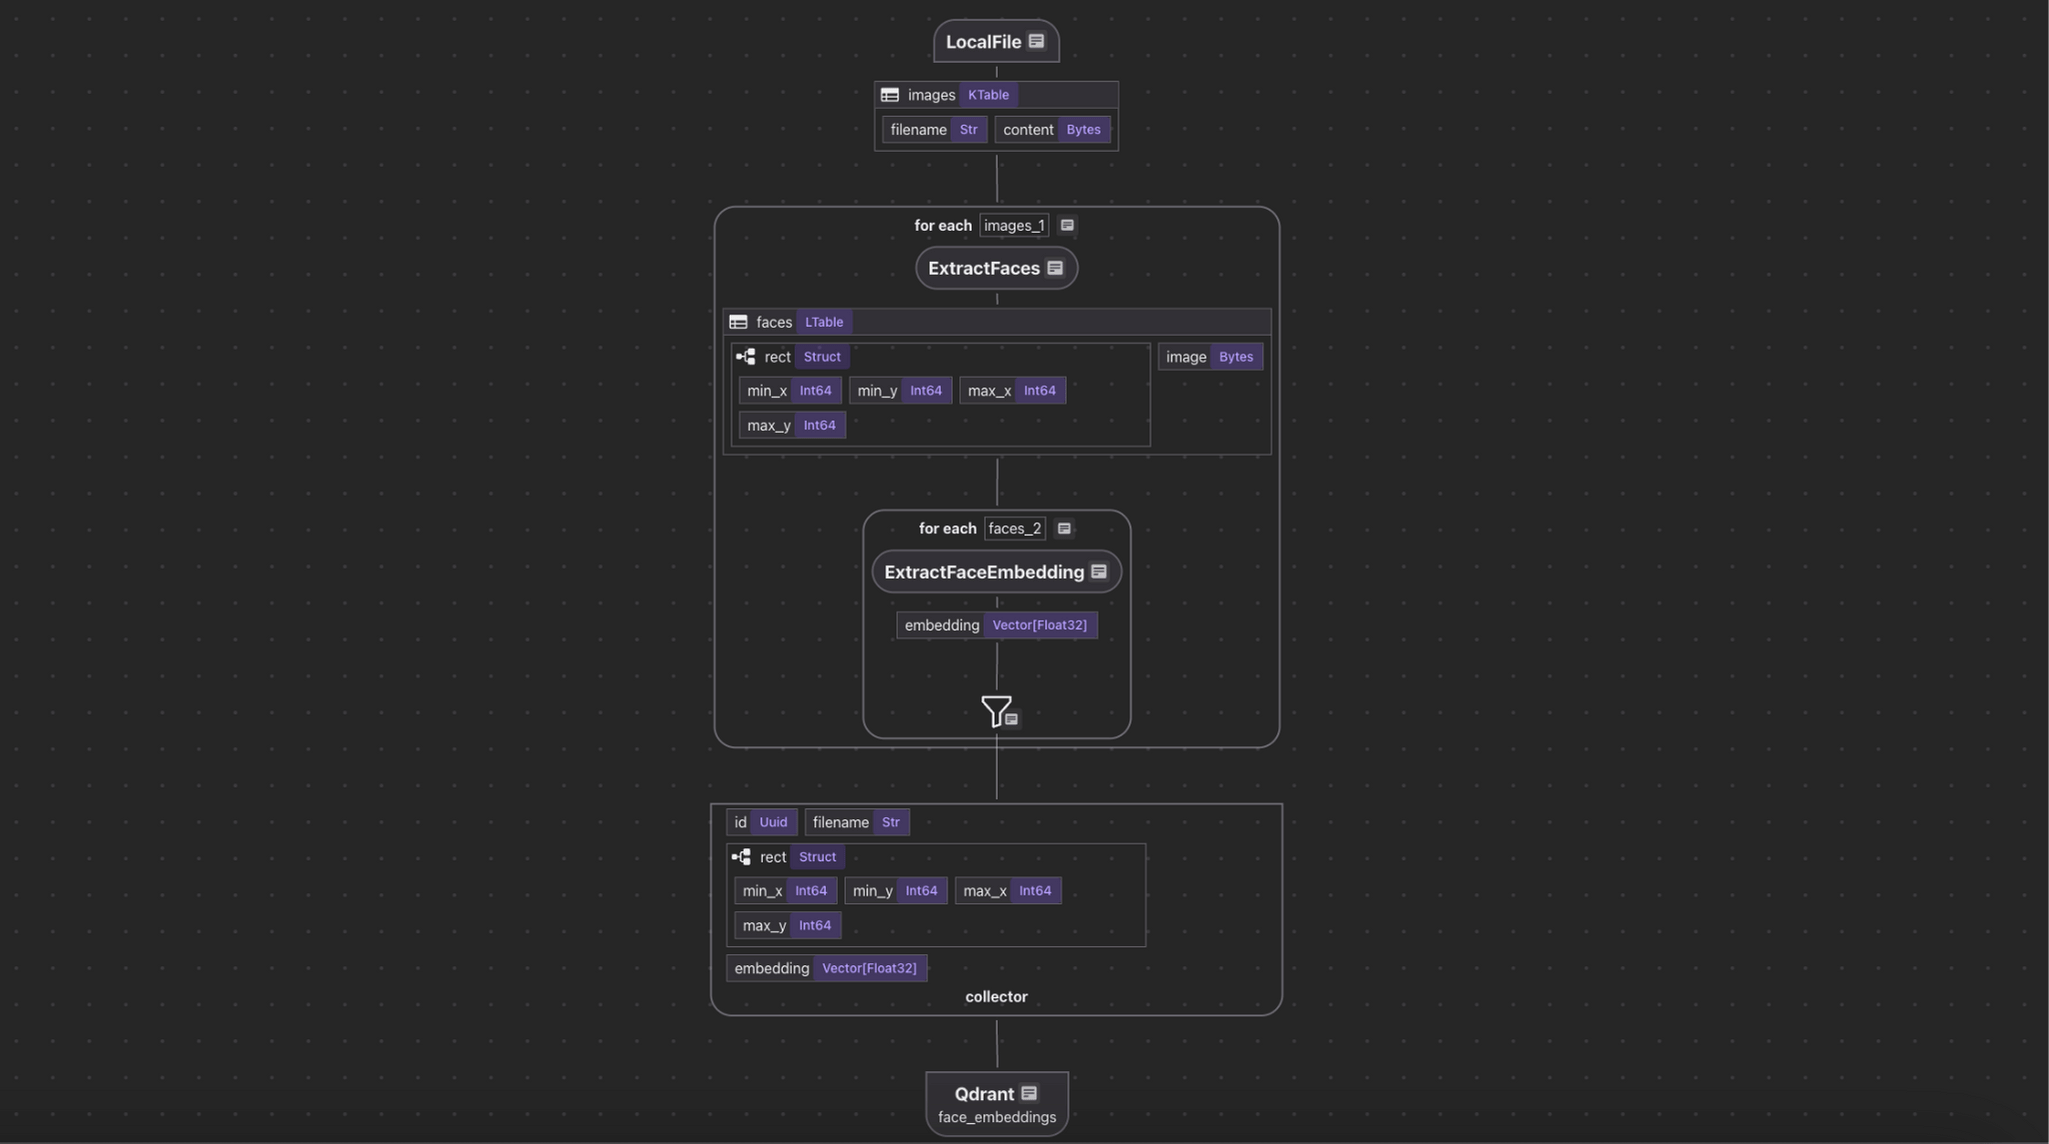 LocalFile
images KTable
filename Str content Bytes
for each images_1
ExtractFaces
faces LTable
rect Struct image Bytes
min_x Int64 min_y Int64 max_x Int64
max_y Int64
for each faces_2
ExtractFaceEmbedding
embedding Vector[Float32]
id Uuid filename Str
rect Struct
min_x Int64 min_y Int64 max_x Int64
max_y Int64
embedding Vector[Float32]
collector
Qdrant
face_embeddings